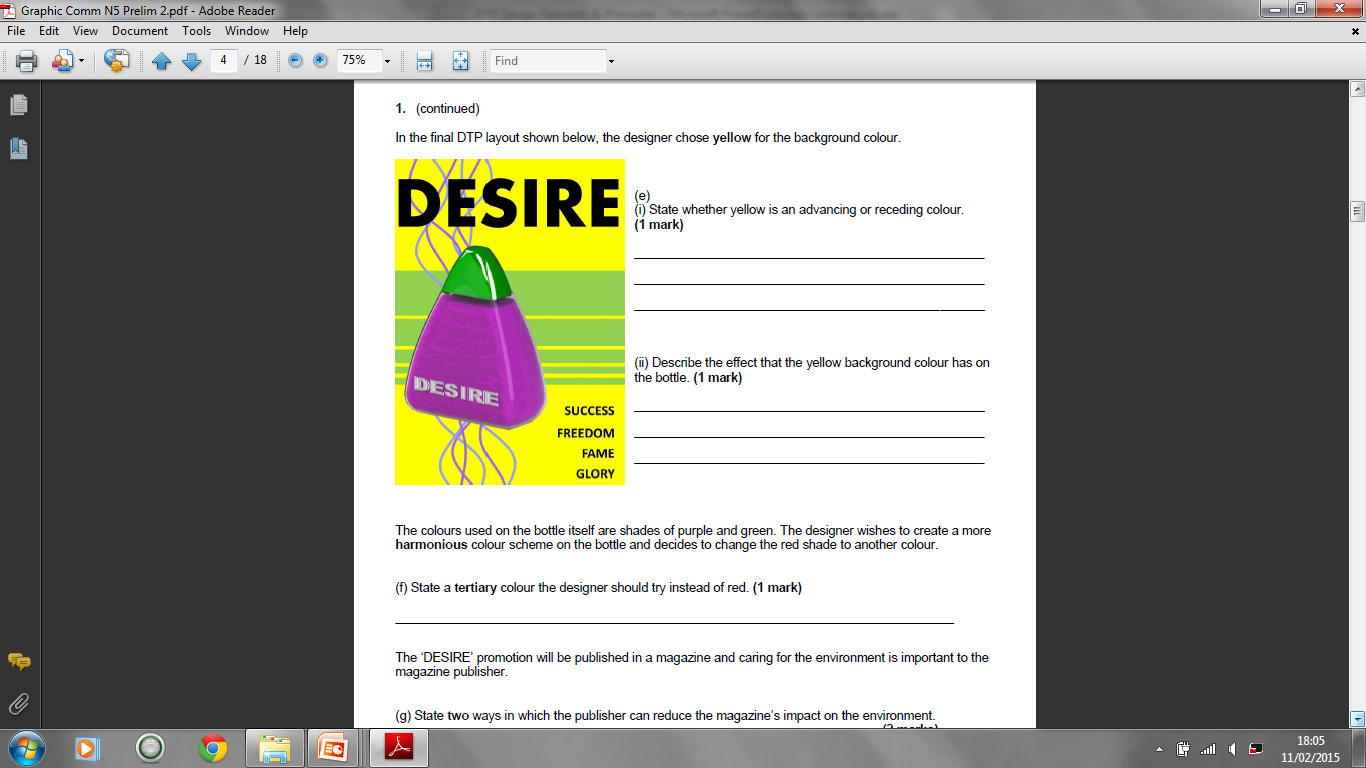 Graphic Comm N5 Prelim 2.pdf - Adobe Reader
File Edit View Document Tools Window Help
4 / 18 75% Find
1. (continued)
In the final DTP layout shown below, the designer chose yellow for the background colour.
DESIRE
DESIRE
SUCCESS
FREEDOM
FAME
GLORY
(e)
(i) State whether yellow is an advancing or receding colour.
(1 mark)
(ii) Describe the effect that the yellow background colour has on
the bottle. (1 mark)
The colours used on the bottle itself are shades of purple and green. The designer wishes to create a more
harmonious colour scheme on the bottle and decides to change the red shade to another colour.
(f) State a tertiary colour the designer should try instead of red. (1 mark)
The ‘DESIRE’ promotion will be published in a magazine and caring for the environment is important to the
magazine publisher.
(g) State two ways in which the publisher can reduce the magazine’s impact on the environment.
18:05
11/02/2015